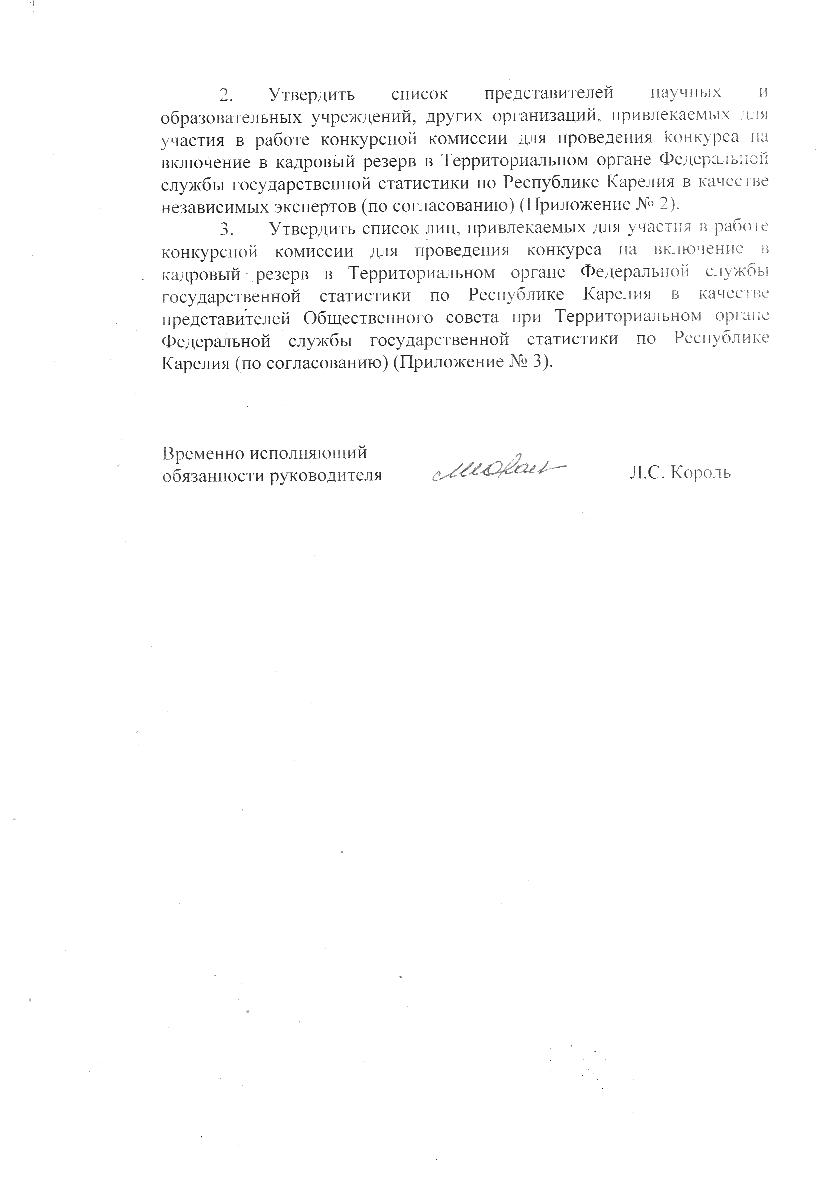 2. Утвердить список представителей научных и
образовательных учреждений, других организаций, привлекаемых для
участия в работе конкурсной комиссии для проведения конкурса на
включение в кадровый резерв в Территориальном органе Федеральной
службы государственной статистики по Республике Карелия в качестве
независимых экспертов (по согласованию) (Приложение № 2).
3. Утвердить список лиц, привлекаемых для участия в работе
конкурсной комиссии для проведения конкурса на включение в
кадровый резерв в Территориальном органе Федеральной службы
государственной статистики по Республике Карелия в качестве
представителей Общественного совета при Территориальном органе
Федеральной службы государственной статистики по Республике
Карелия (по согласованию) (Приложение № 3).
Временно исполняющий
обязанности руководителя Л.С. Король